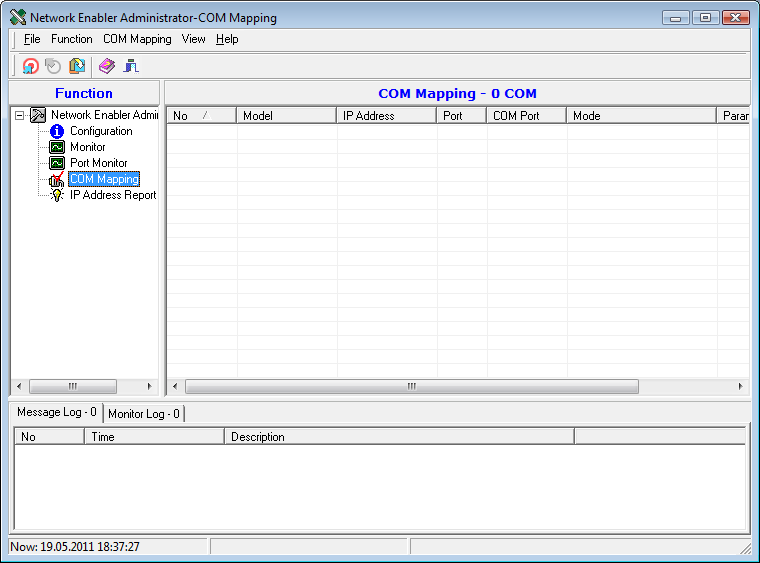 Network Enabler Administrator-COM Mapping
File Function COM Mapping View Help
Function
COM Mapping - 0 COM
Network Enabler Admi
Configuration
Monitor
Port Monitor
COM Mapping
IP Address Report
No Model IP Address Port COM Port Mode Parar
Message Log - 0 Monitor Log - 0
No Time Description
Now: 19.05.2011 18:37:27